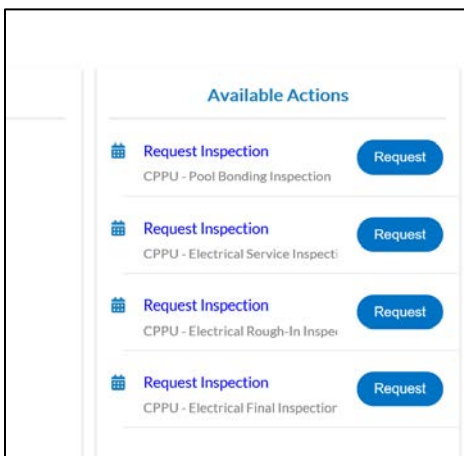 Available Actions
Request Inspection
Request
CPPU - Pool Bonding Inspection
Request Inspection
Request
CPPU - Electrical Service Inspecti
Request Inspection
Request
CPPU - Electrical Rough-In Inspe
Request Inspection
Request
CPPU - Electrical Final Inspection